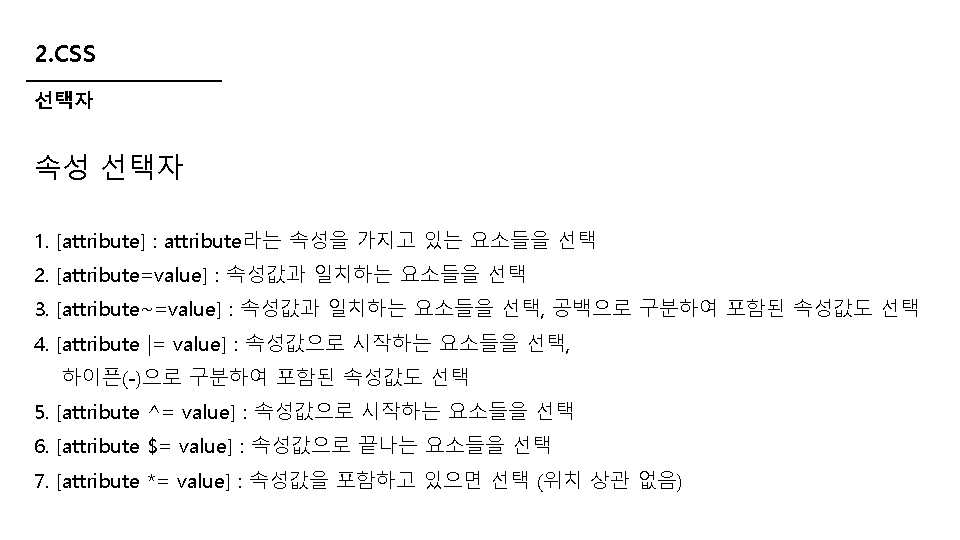 2.CSS
선택자
속성 선택자
1. [attribute] : attribute라는 속성을 가지고 있는 요소들을 선택
2. [attribute=value] : 속성값과 일치하는 요소들을 선택
3. [attribute~=value] : 속성값과 일치하는 요소들을 선택, 공백으로 구분하여 포함된 속성값도 선택
4. [attribute |= value] : 속성값으로 시작하는 요소들을 선택,
하이픈(-)으로 구분하여 포함된 속성값도 선택
5. [attribute ^= value] : 속성값으로 시작하는 요소들을 선택
6. [attribute $= value] : 속성값으로 끝나는 요소들을 선택
7. [attribute *= value] : 속성값을 포함하고 있으면 선택 (위치 상관 없음)